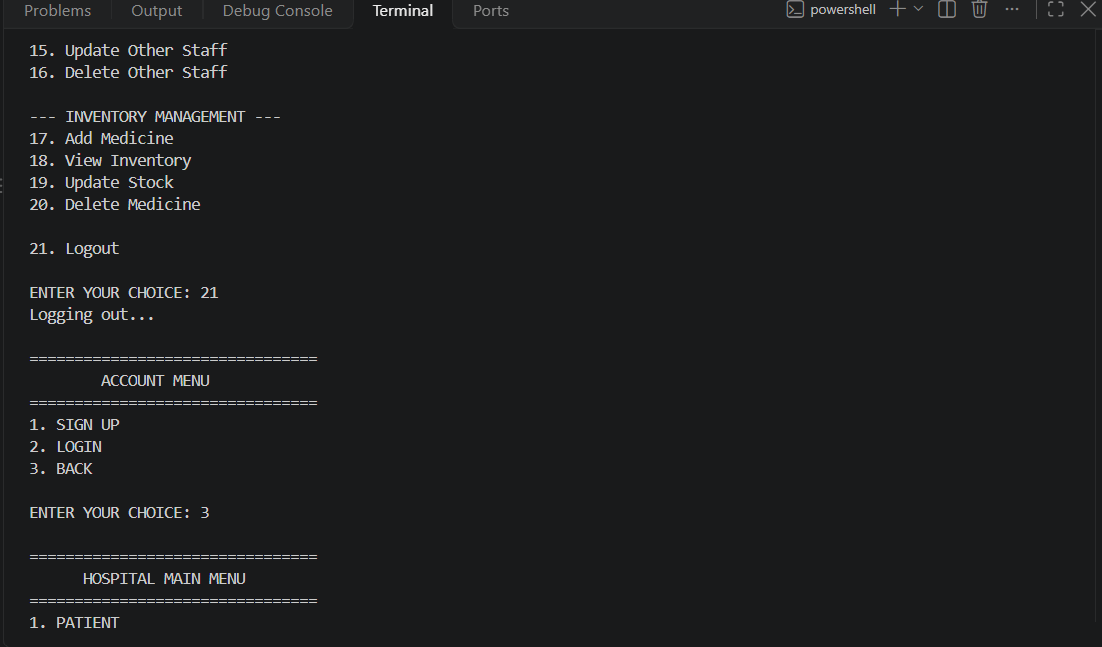 Problems Output Debug Console Terminal Ports powershell
15. Update Other Staff
16. Delete Other Staff
--- INVENTORY MANAGEMENT ---
17. Add Medicine
18. View Inventory
19. Update Stock
20. Delete Medicine
21. Logout
ENTER YOUR CHOICE: 21
Logging out...
================================
ACCOUNT MENU
================================
1. SIGN UP
2. LOGIN
3. BACK
ENTER YOUR CHOICE: 3
================================
HOSPITAL MAIN MENU
================================
1. PATIENT